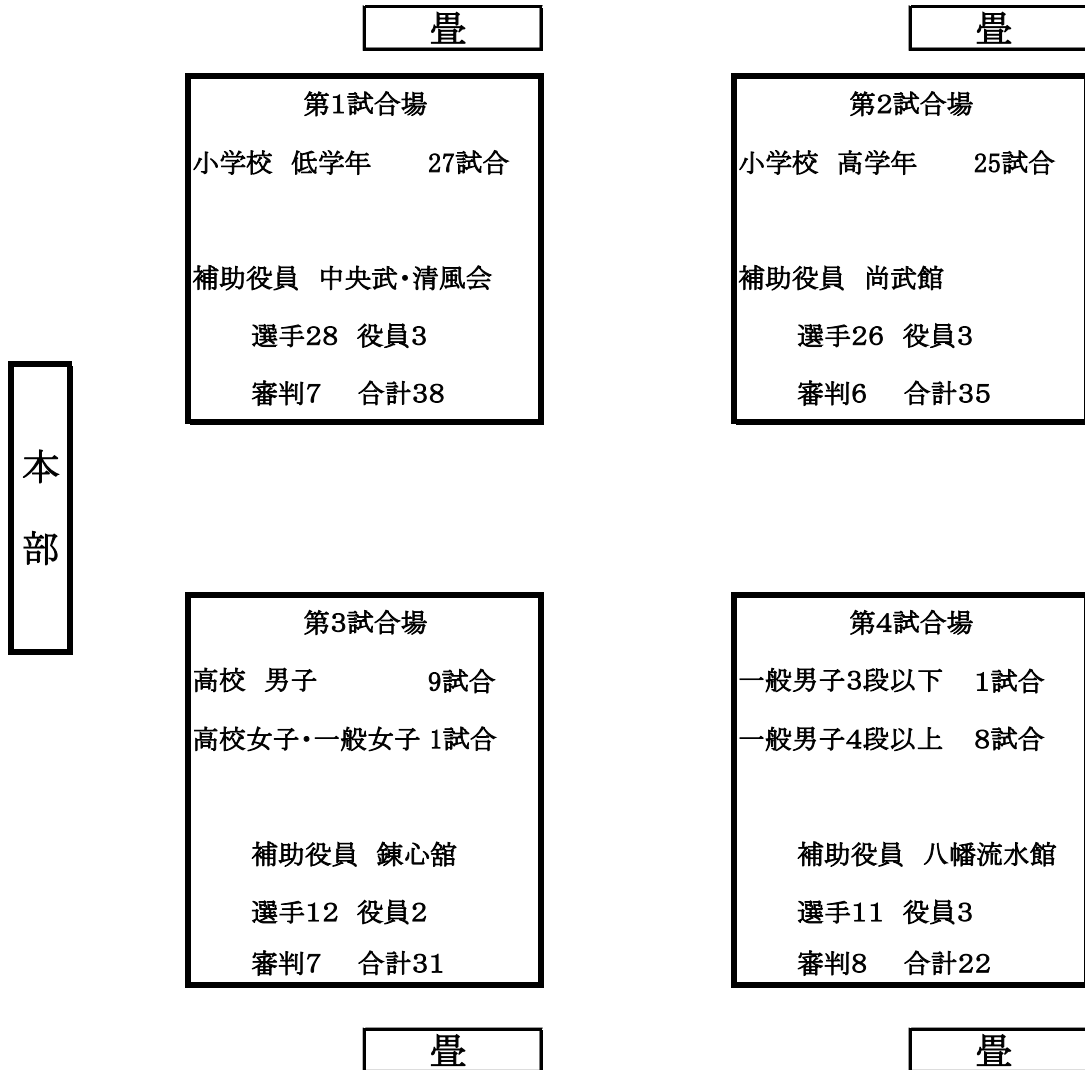 畳
畳
第1試合場
小学校 低学年 27試合
補助役員 中央武・清風会
選手28 役員3
審判7 合計38
第2試合場
小学校 高学年 25試合
補助役員 尚武館
選手26 役員3
審判6 合計35
本部
第3試合場
高校 男子 9試合
高校女子・一般女子 1試合
補助役員 錬心舘
選手12 役員2
審判7 合計31
第4試合場
一般男子3段以下 1試合
一般男子4段以上 8試合
補助役員 八幡流水館
選手11 役員3
審判8 合計22
畳
畳